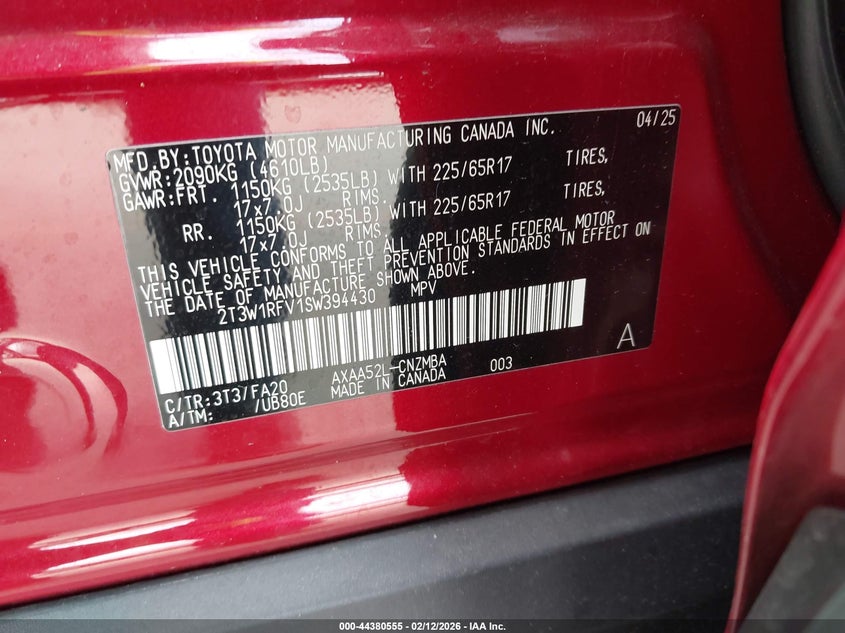 MFD.BY:TOYOTA MOTOR MANUFACTURING CANADA INC. 04/25
GVWR:2090KG (4610LB)
GAWR:FRT. 1150KG (2535LB) WITH 225/65R17 TIRES,
17x7.0J RIMS.
RR. 1150KG (2535LB) WITH 225/65R17 TIRES,
17x7.0J RIMS.
THIS VEHICLE CONFORMS TO ALL APPLICABLE FEDERAL MOTOR
VEHICLE SAFETY AND THEFT PREVENTION STANDARDS IN EFFECT ON
THE DATE OF MANUFACTURE SHOWN ABOVE.
2T3W1RFV1SW394430 MPV
A
C/TR:3T3/FA20 AXAA52L-CNZMBA 003
A/TM: /UB80E MADE IN CANADA
000-44380555 - 02/12/2026 - IAA Inc.